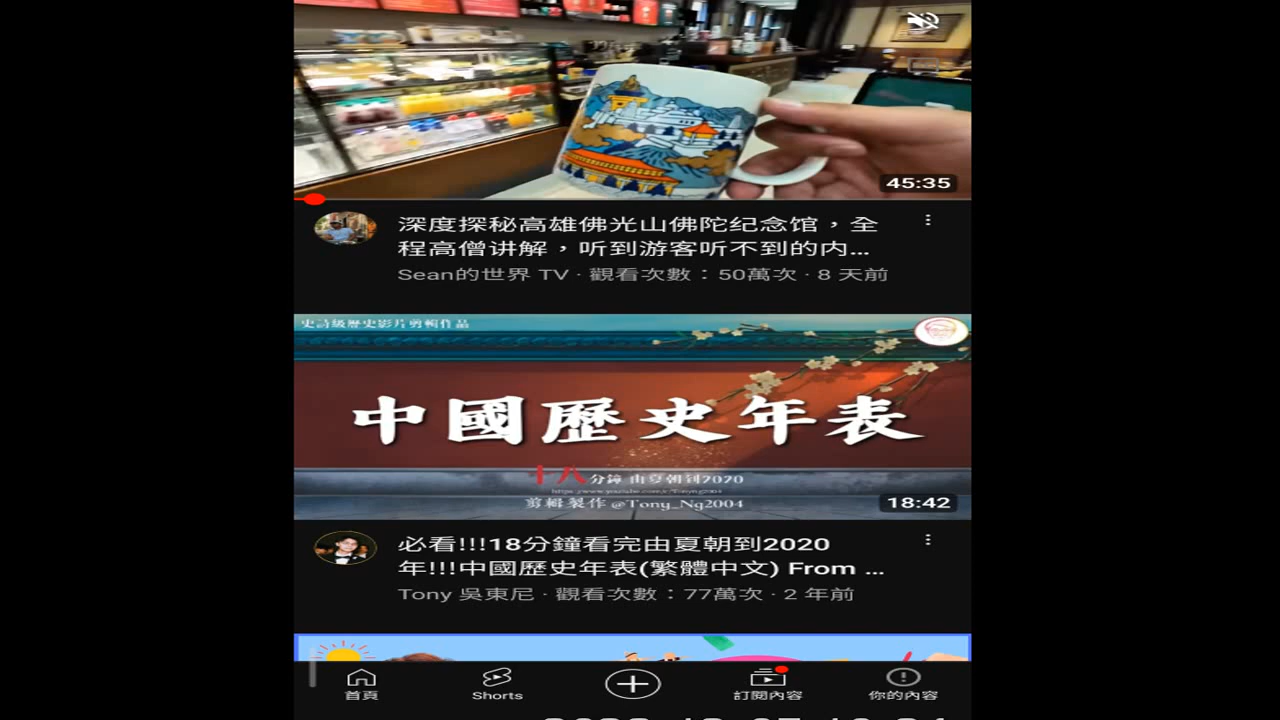 45:35
深度探秘高雄佛光山佛陀纪念馆，全
程高僧讲解，听到游客听不到的内...
Sean的世界 TV · 觀看次數：50萬次 · 8 天前
史詩級歷史影片剪輯作品
中國歷史年表
十八分鐘 由夏朝到2020
剪輯 製作 @Tony_Ng2004
18:42
必看!!!18分鐘看完由夏朝到2020
年!!!中國歷史年表(繁體中文) From ...
Tony 吳東尼 · 觀看次數：77萬次 · 2 年前
首頁
Shorts
訂閱內容
你的內容